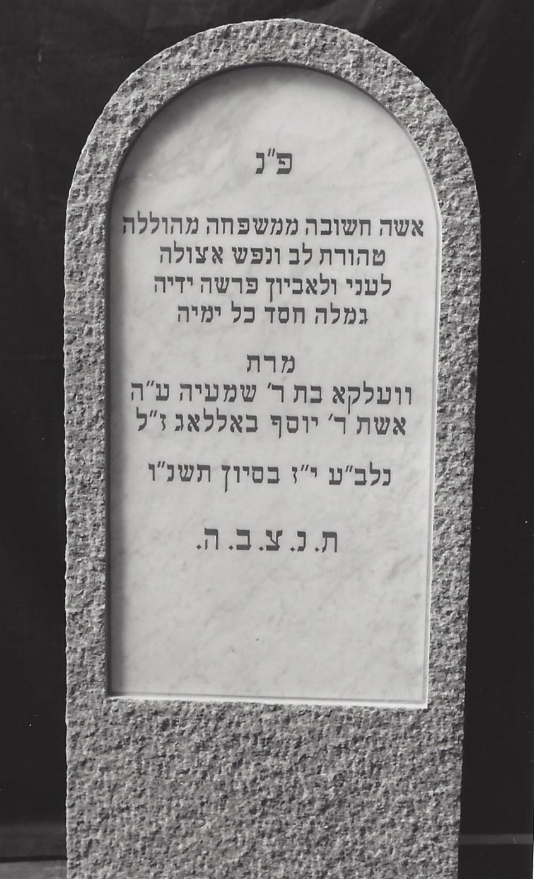 פ"נ
אשה חשובה ממשפחה מהוללה
טהורת לב ונפש אצולה
לעני ולאביון פרשה ידיה
גמלה חסד כל ימיה
מרת
וועלקא בת ר' שמעיה ע"ה
אשת ר' יוסף באללאג ז"ל
נלב"ע י"ז בסיון תשנ"ו
ת. נ. צ. ב. ה.